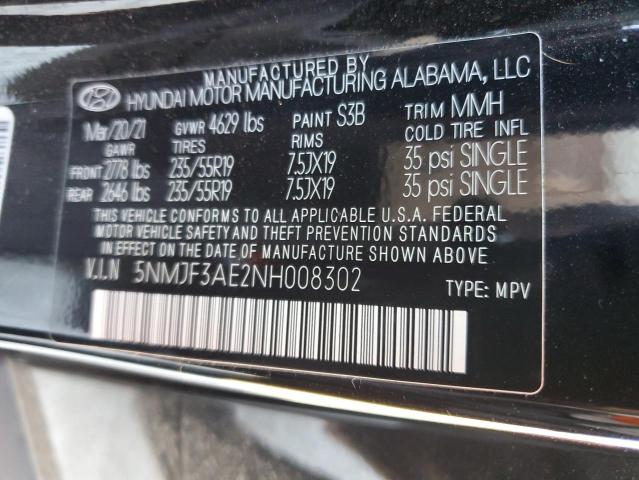 MANUFACTURED BY
HYUNDAI MOTOR MANUFACTURING ALABAMA, LLC
Mar/20/21 GVWR 4629 lbs PAINT S3B TRIM MMH
GAWR TIRES RIMS COLD TIRE INFL
FRONT 2778 lbs 235/55R19 7.5JX19 35 psi SINGLE
REAR 2646 lbs 235/55R19 7.5JX19 35 psi SINGLE
THIS VEHICLE CONFORMS TO ALL APPLICABLE U.S.A. FEDERAL
MOTOR VEHICLE SAFETY AND THEFT PREVENTION STANDARDS
IN EFFECT ON THE DATE OF MANUFACTURE SHOWN ABOVE.
V.I.N 5NMJF3AE2NH008302
TYPE: MPV